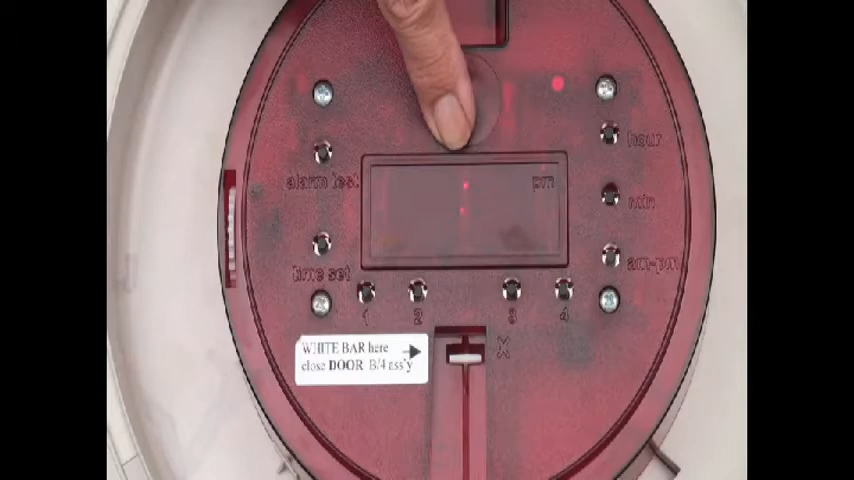 hour
alarm test
pm
min
time set
am-pm
1 2 3 4
WHITE BAR here
close DOOR B/4 ass'y
X